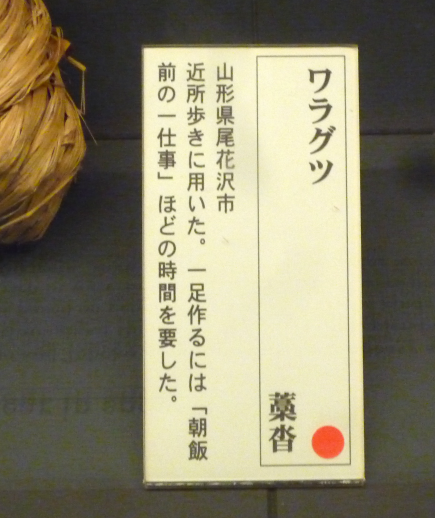 ワラグツ
藁沓
山形県尾花沢市
近所歩きに用いた。一足作るには「朝飯
前の一仕事」ほどの時間を要した。